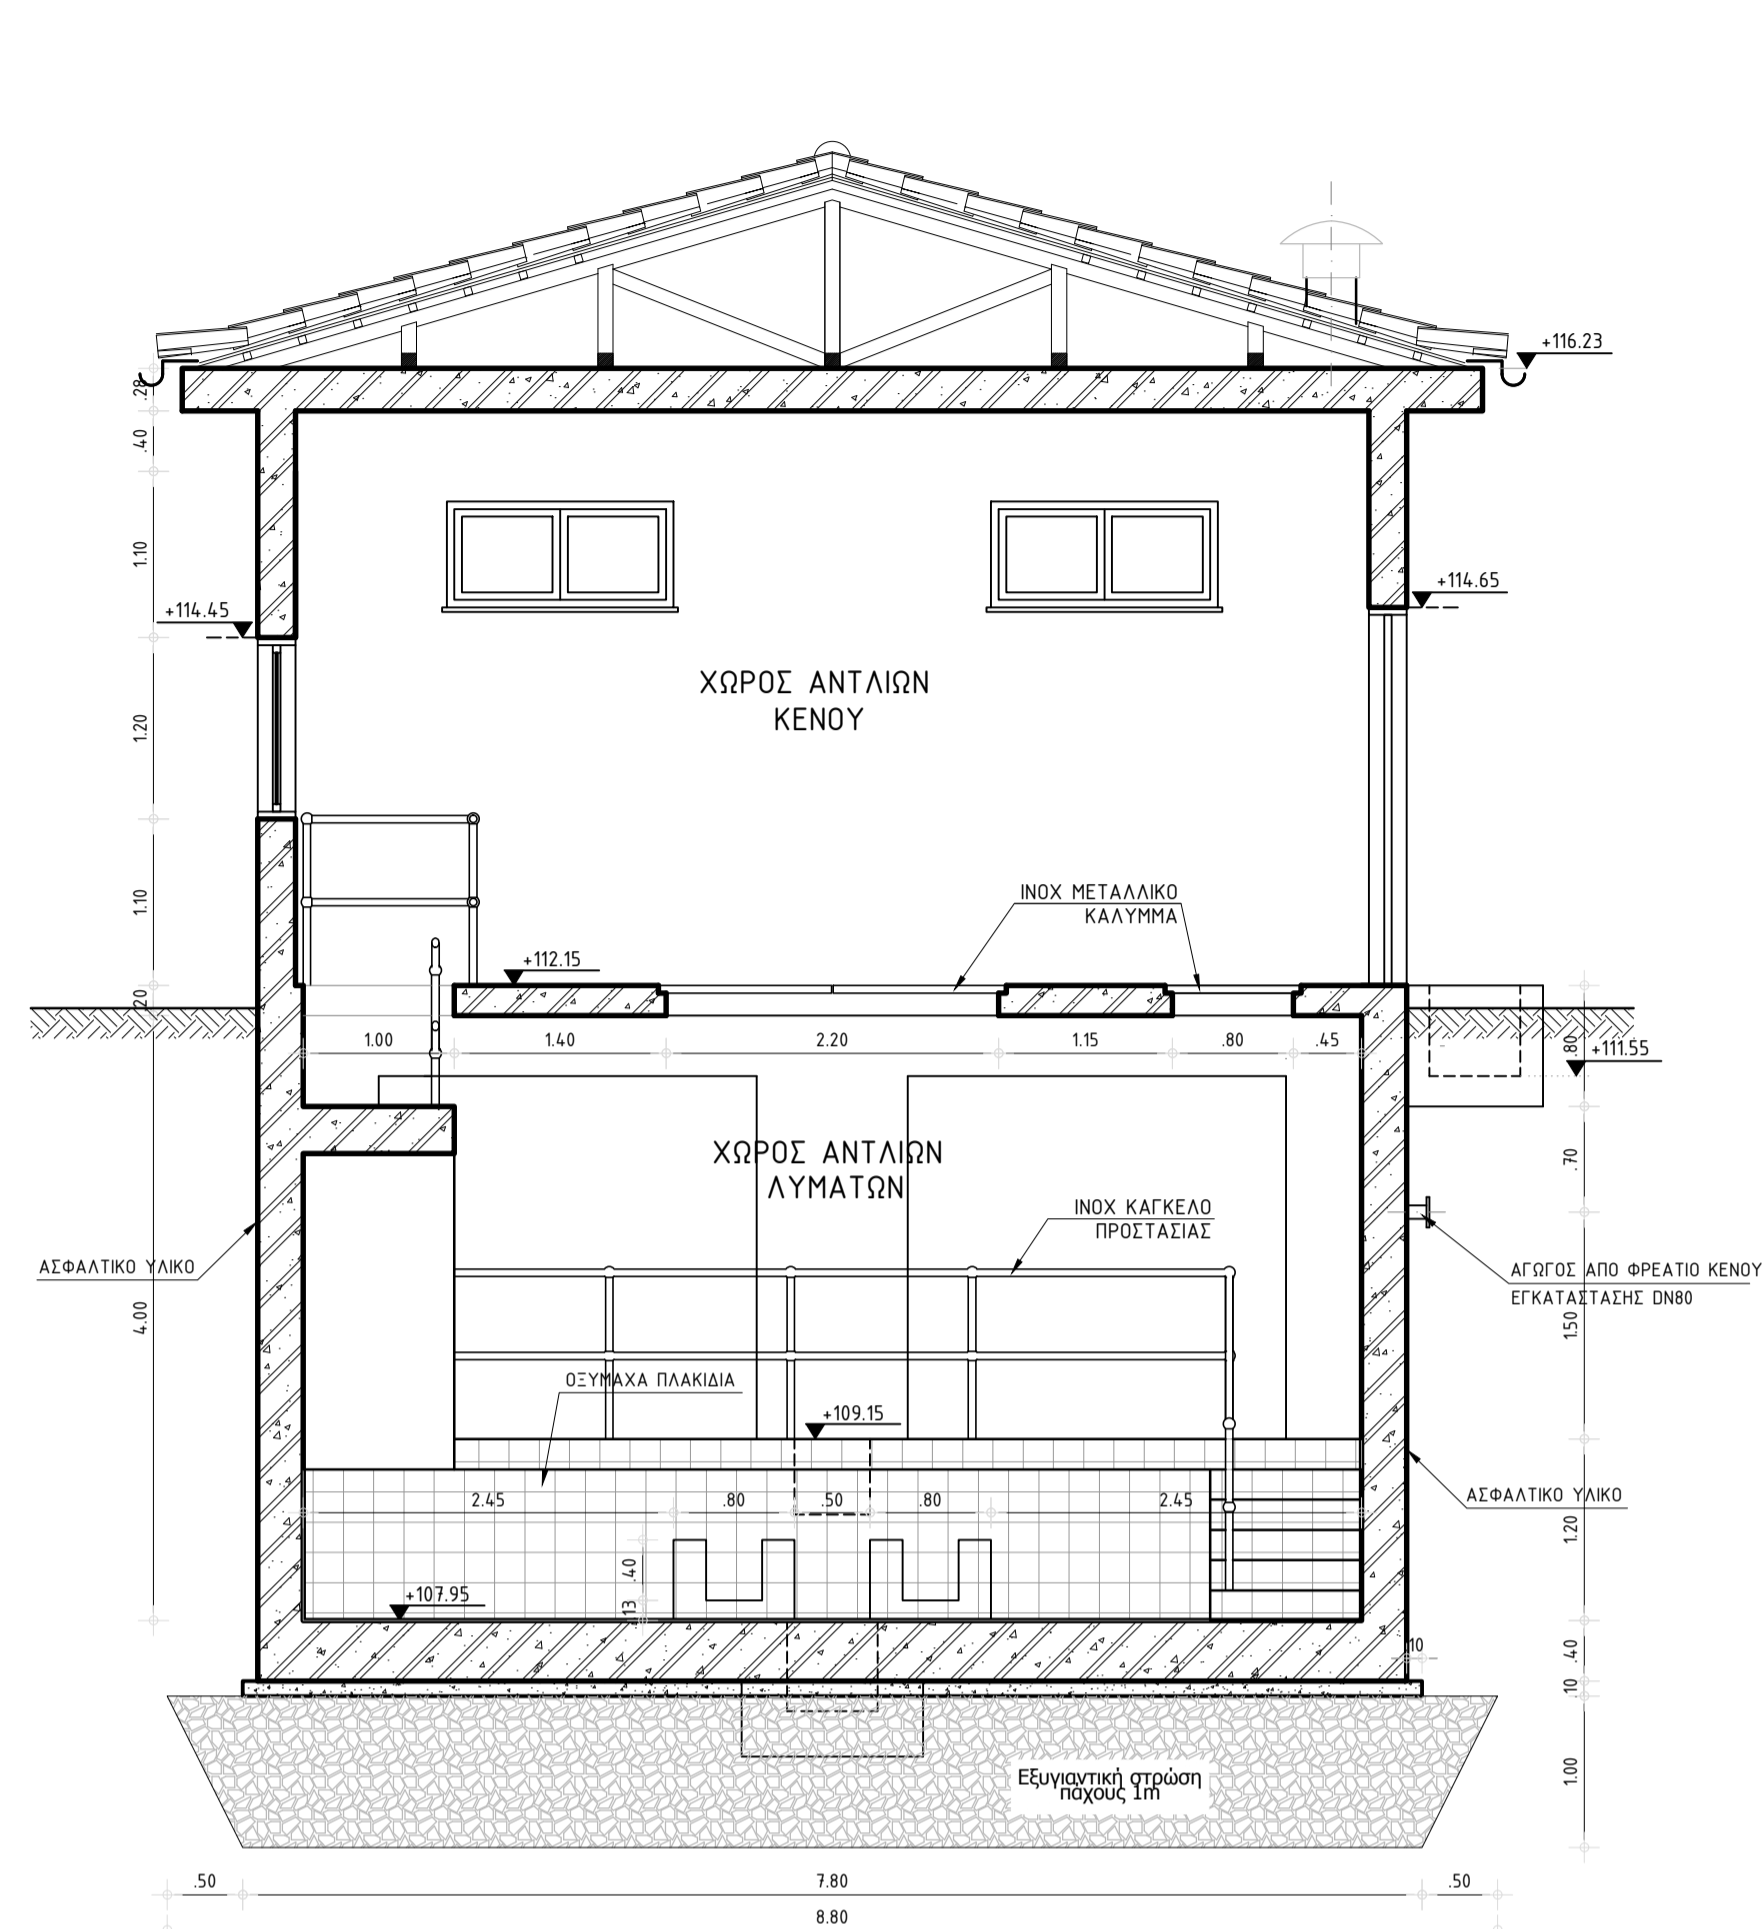 +116.23
.28
.40
1.10
+114.65
+114.45
ΧΩΡΟΣ ΑΝΤΛΙΩΝ
ΚΕΝΟΥ
1.20
1.10
ΙΝΟΧ ΜΕΤΑΛΛΙΚΟ
ΚΑΛΥΜΜΑ
+112.15
.20
1.00
1.40
2.20
1.15
.80
.45
.80
+111.55
ΧΩΡΟΣ ΑΝΤΛΙΩΝ
ΛΥΜΑΤΩΝ
.70
ΙΝΟΧ ΚΑΓΚΕΛΟ
ΠΡΟΣΤΑΣΙΑΣ
ΑΣΦΑΛΤΙΚΟ ΥΛΙΚΟ
ΑΓΩΓΟΣ ΑΠΟ ΦΡΕΑΤΙΟ ΚΕΝΟΥ
ΕΓΚΑΤΑΣΤΑΣΗΣ DN80
4.00
1.50
ΟΞΥΜΑΧΑ ΠΛΑΚΙΔΙΑ
+109.15
2.45
.80
.50
.80
2.45
ΑΣΦΑΛΤΙΚΟ ΥΛΙΚΟ
1.20
.40
.13
+107.95
.10
.40
.10
Εξυγιαντική στρώση
πάχους 1m
1.00
.50
7.80
.50
8.80